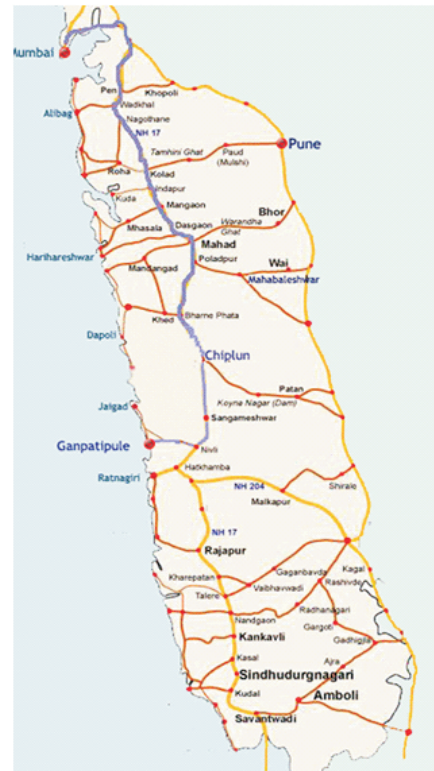 Mumbai
Khopoli
Pen
Wadkhal
Alibag
Nagothane
NH 17
Tamhini Ghat
Paud
(Mulshi)
Pune
Roha
Kolad
Indapur
Kuda
Mangaon
Bhor
Mhasala
Dasgaon
Warandha
Ghat
Mahad
Harihareshwar
Poladpur
Wai
Mandangad
Mahabaleshwar
Khed
Bharne Phata
Dapoli
Chiplun
Patan
Koyna Nagar (Dam)
Jaigad
Sangameshwar
Ganpatipule
Nivli
Hatkhamba
Ratnagiri
NH 204
Shirale
Malkapur
NH 17
Rajapur
Gaganbavda
Kagal
Kharepatan
Rashivde
Vaibhavwadi
Talere
Radhanagari
Nandgaon
Gargoti
Kankavli
Gadhiglia
Kasal
Ajra
Sindhudurgnagari
Kudal
Amboli
Savantwadi